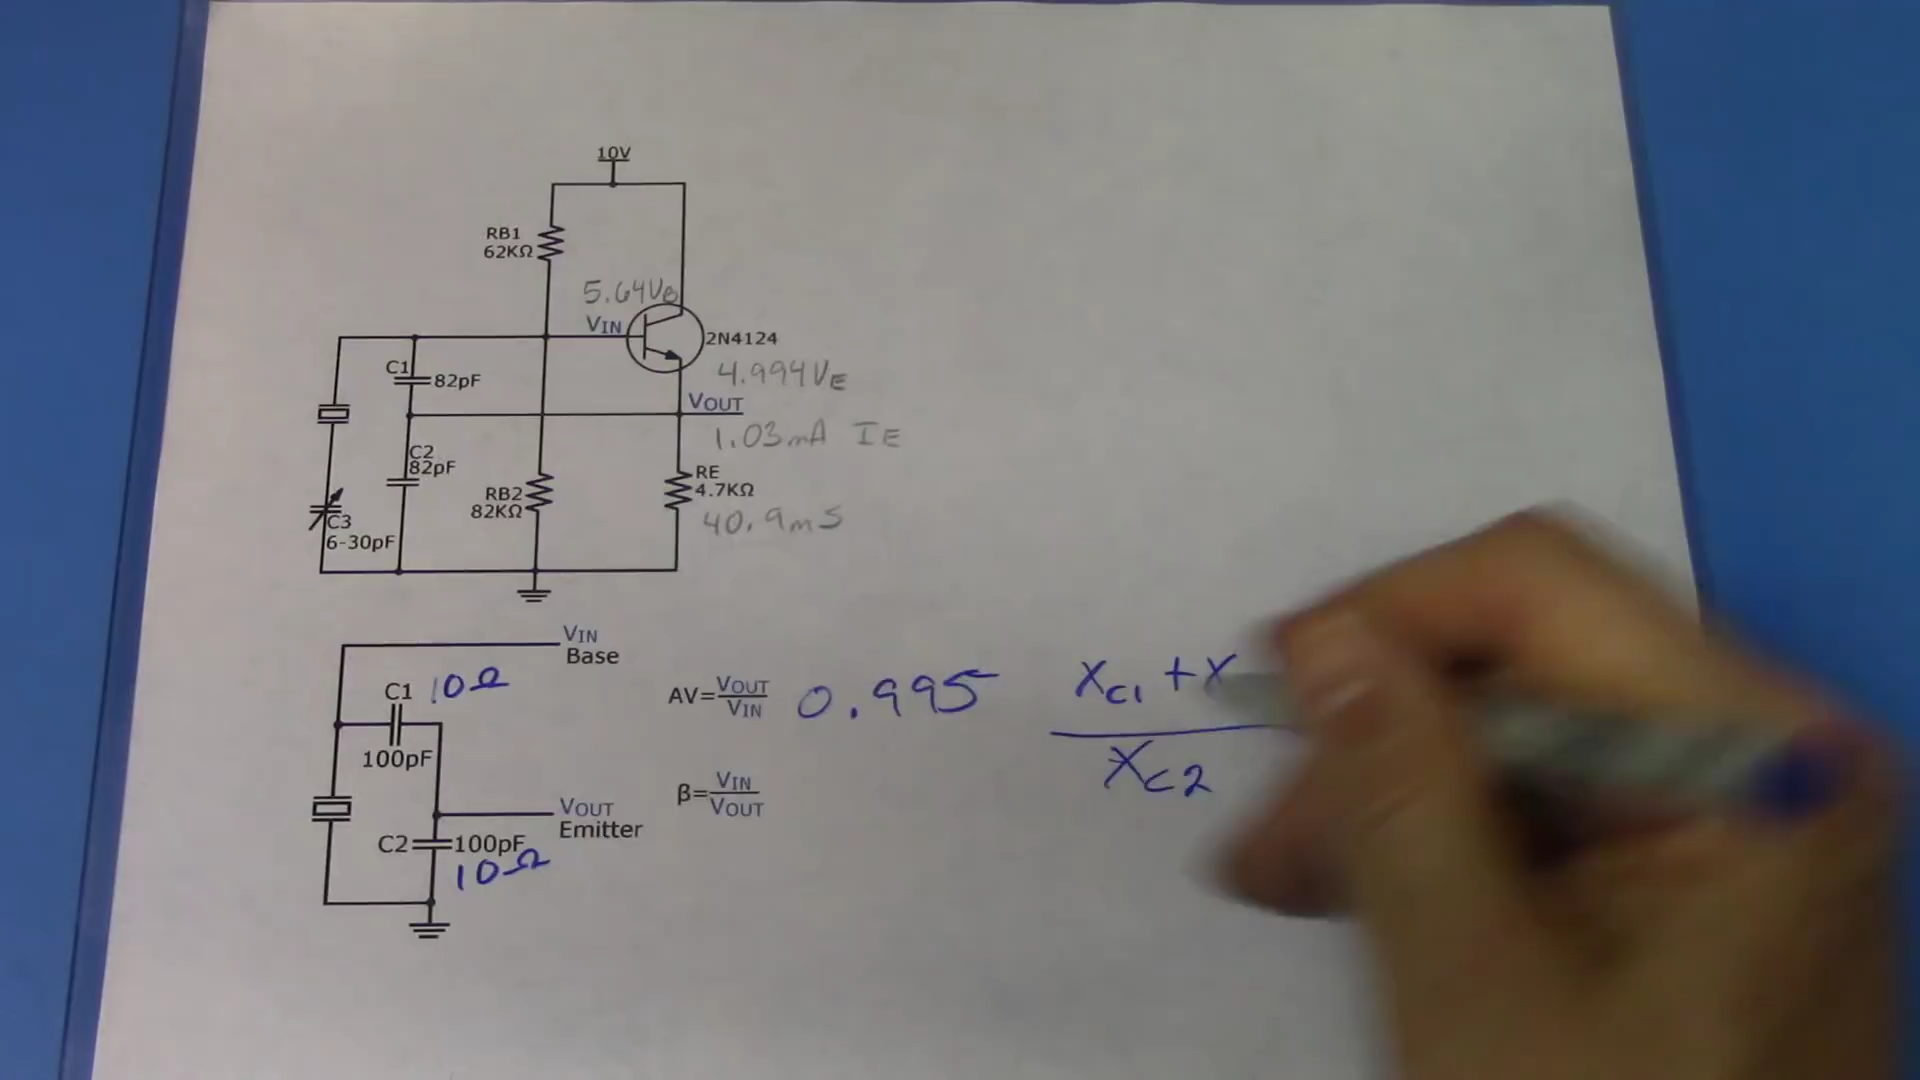 10V
RB1
62KΩ
5.64VB
VIN
2N4124
C1
82pF
4.994VE
VOUT
1.03mA IE
C2
82pF
RE
4.7KΩ
RB2
82KΩ
40.9mS
C3
6-30pF
VIN
Base
C1 10Ω
100pF
AV=VOUT/VIN 0.995
XC1+X
XC2
β=VIN/VOUT
VOUT
Emitter
C2 100pF
10Ω